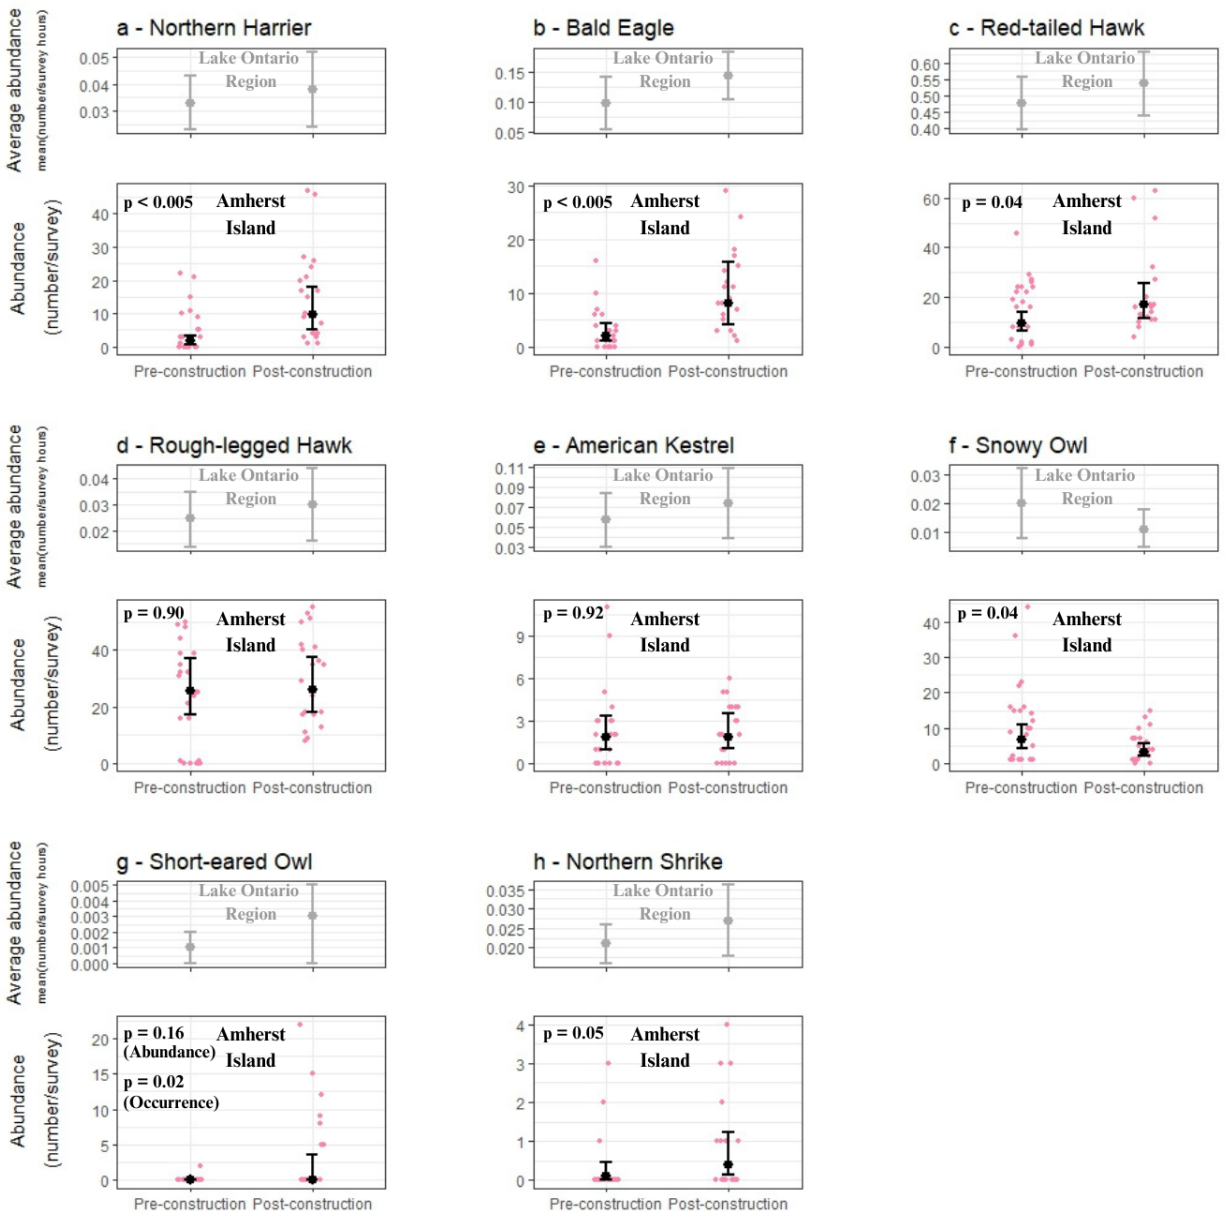 a - Northern Harrier
b - Bald Eagle
c - Red-tailed Hawk
Average abundance
mean(number/survey hours)
0.05
0.04
0.03
Lake Ontario
Region
0.15
0.10
0.05
Lake Ontario
Region
0.60
0.55
0.50
0.45
0.40
Lake Ontario
Region
Abundance
(number/survey)
40
30
20
10
0
p < 0.005
Amherst
Island
Pre-construction Post-construction
30
20
10
0
p < 0.005
Amherst
Island
Pre-construction Post-construction
60
40
20
0
p = 0.04
Amherst
Island
Pre-construction Post-construction
d - Rough-legged Hawk
e - American Kestrel
f - Snowy Owl
Average abundance
mean(number/survey hours)
0.04
0.03
0.02
Lake Ontario
Region
0.11
0.09
0.07
0.05
0.03
Lake Ontario
Region
0.03
0.02
0.01
Lake Ontario
Region
Abundance
(number/survey)
40
20
0
p = 0.90
Amherst
Island
Pre-construction Post-construction
9
6
3
0
p = 0.92
Amherst
Island
Pre-construction Post-construction
40
30
20
10
0
p = 0.04
Amherst
Island
Pre-construction Post-construction
g - Short-eared Owl
h - Northern Shrike
Average abundance
mean(number/survey hours)
0.005
0.004
0.003
0.002
0.001
0.000
Lake Ontario
Region
0.035
0.030
0.025
0.020
Lake Ontario
Region
Abundance
(number/survey)
20
15
10
5
0
p = 0.16
(Abundance)
p = 0.02
(Occurrence)
Amherst
Island
Pre-construction Post-construction
4
3
2
1
0
p = 0.05
Amherst
Island
Pre-construction Post-construction